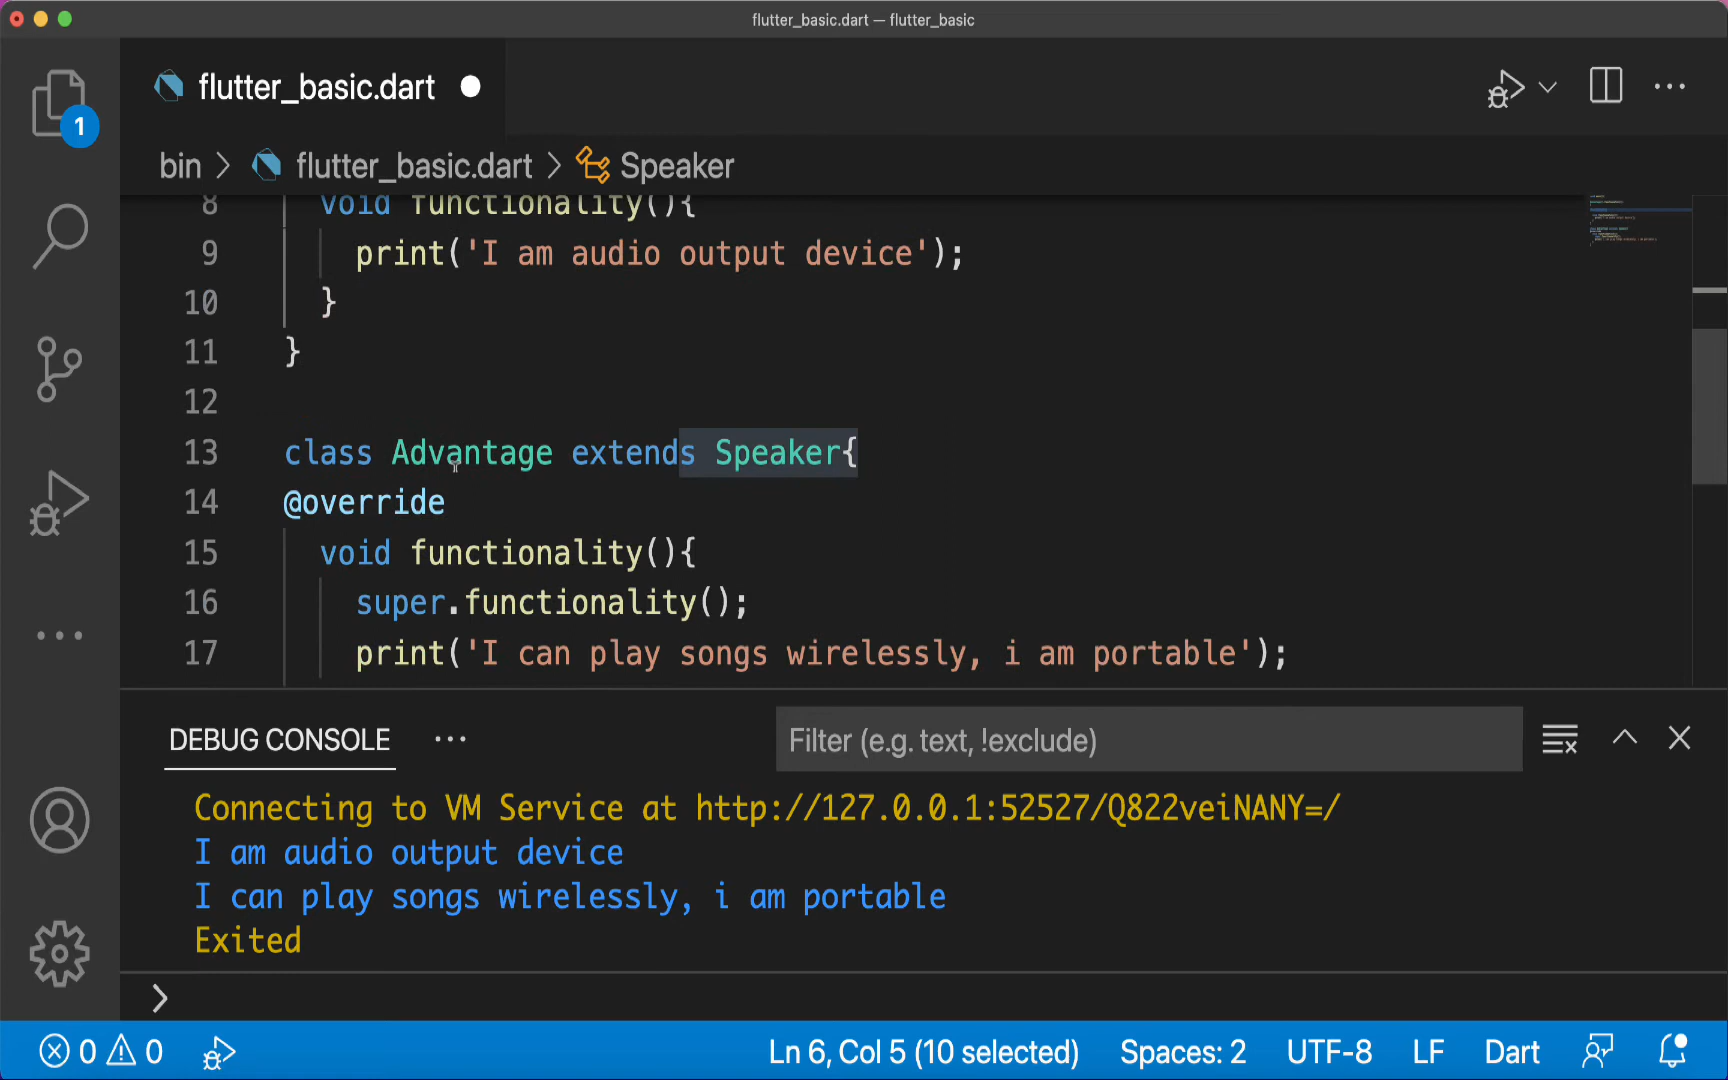 flutter_basic.dart — flutter_basic
flutter_basic.dart
bin > flutter_basic.dart > Speaker
1
8 void functionality(){
9 print('I am audio output device');
10 }
11 }
12
13 class Advantage extends Speaker{
14 @override
15 void functionality(){
16 super.functionality();
17 print('I can play songs wirelessly, i am portable');
DEBUG CONSOLE ... Filter (e.g. text, !exclude)
Connecting to VM Service at http://127.0.0.1:52527/Q822veiNANY=/
I am audio output device
I can play songs wirelessly, i am portable
Exited
>
0 0 Ln 6, Col 5 (10 selected) Spaces: 2 UTF-8 LF Dart